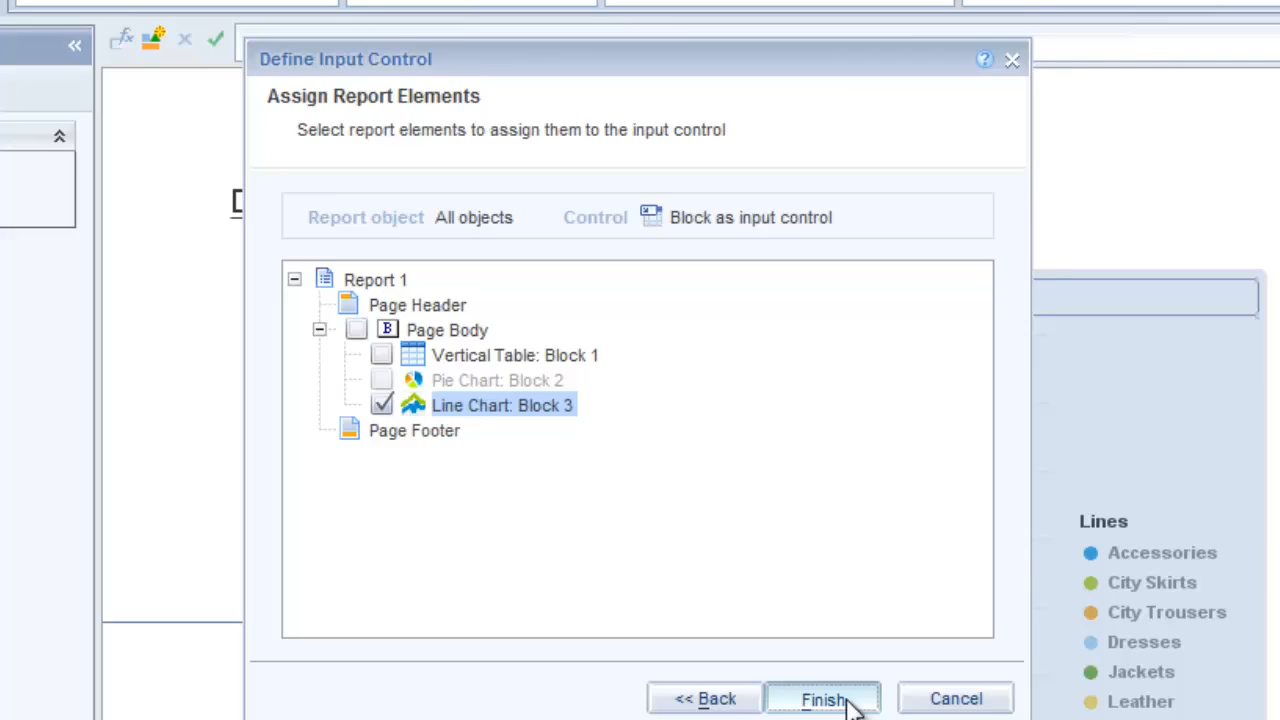 Define Input Control
Assign Report Elements
Select report elements to assign them to the input control
Report object All objects Control Block as input control
Report 1
Page Header
B Page Body
Vertical Table: Block 1
Pie Chart: Block 2
Line Chart: Block 3
Page Footer
<< Back Finish Cancel
Lines
Accessories
City Skirts
City Trousers
Dresses
Jackets
Leather